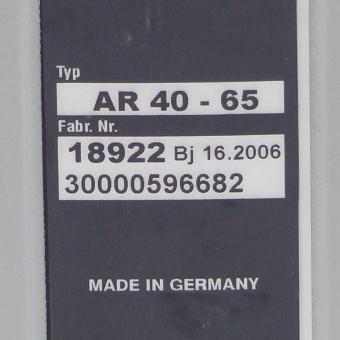 Typ
AR 40 - 65
Fabr. Nr.
18922 Bj 16.2006
30000596682
MADE IN GERMANY